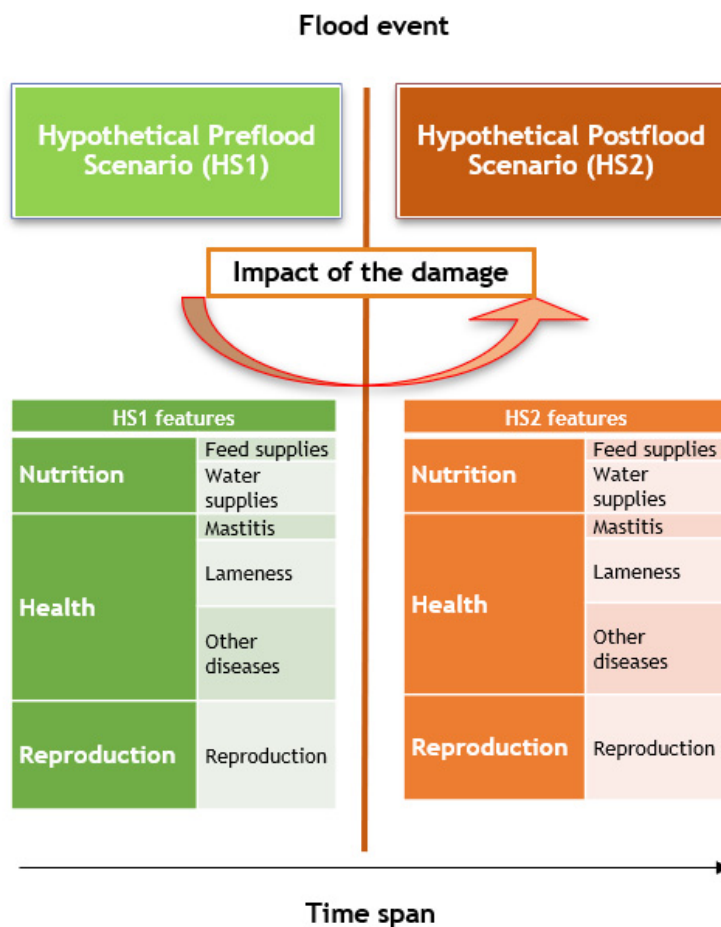 Flood event
Hypothetical Preflood
Scenario (HS1)
Hypothetical Postflood
Scenario (HS2)
Impact of the damage
HS1 features
Nutrition
Feed supplies
Water
supplies
Health
Mastitis
Lameness
Other
diseases
Reproduction
Reproduction
HS2 features
Nutrition
Feed supplies
Water
supplies
Health
Mastitis
Lameness
Other
diseases
Reproduction
Reproduction
Time span